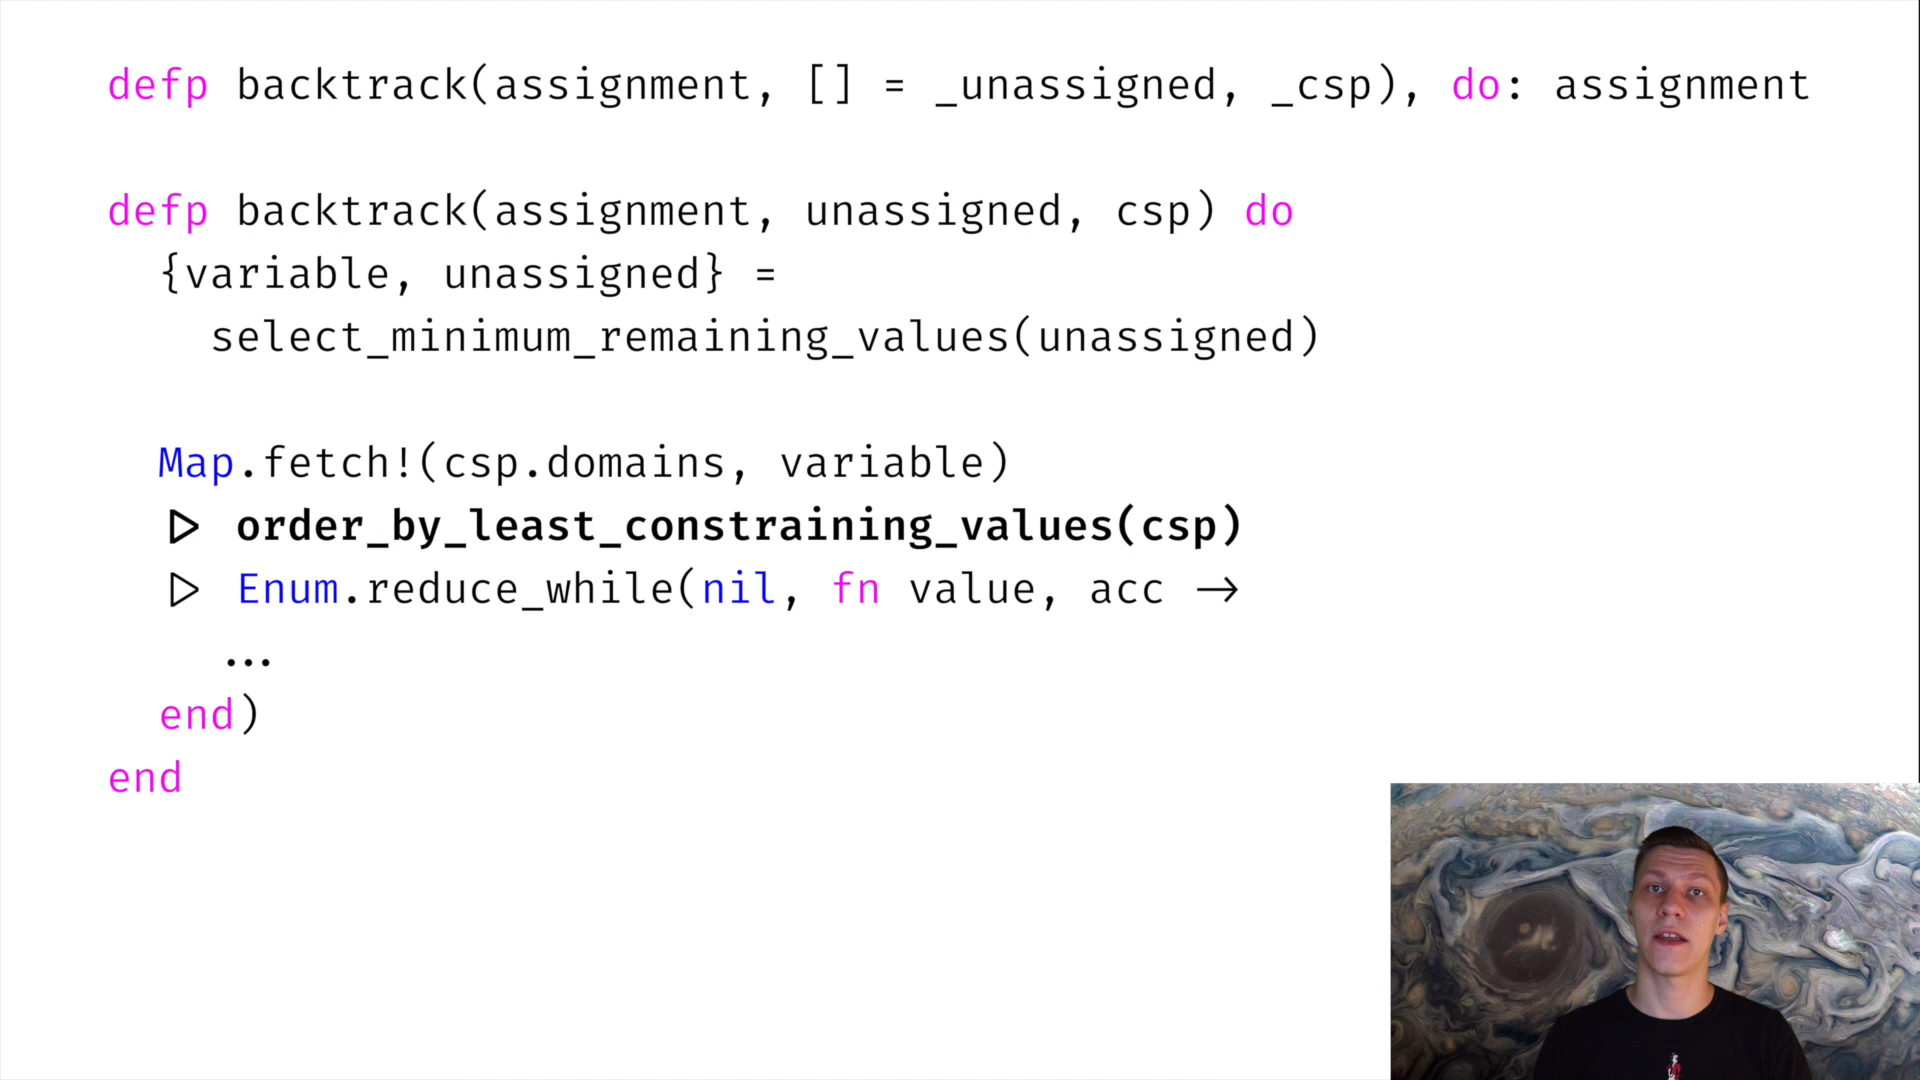 defp backtrack(assignment, [] = _unassigned, _csp), do: assignment
defp backtrack(assignment, unassigned, csp) do
{variable, unassigned} =
select_minimum_remaining_values(unassigned)
Map.fetch!(csp.domains, variable)
|> order_by_least_constraining_values(csp)
|> Enum.reduce_while(nil, fn value, acc ->
...
end)
end